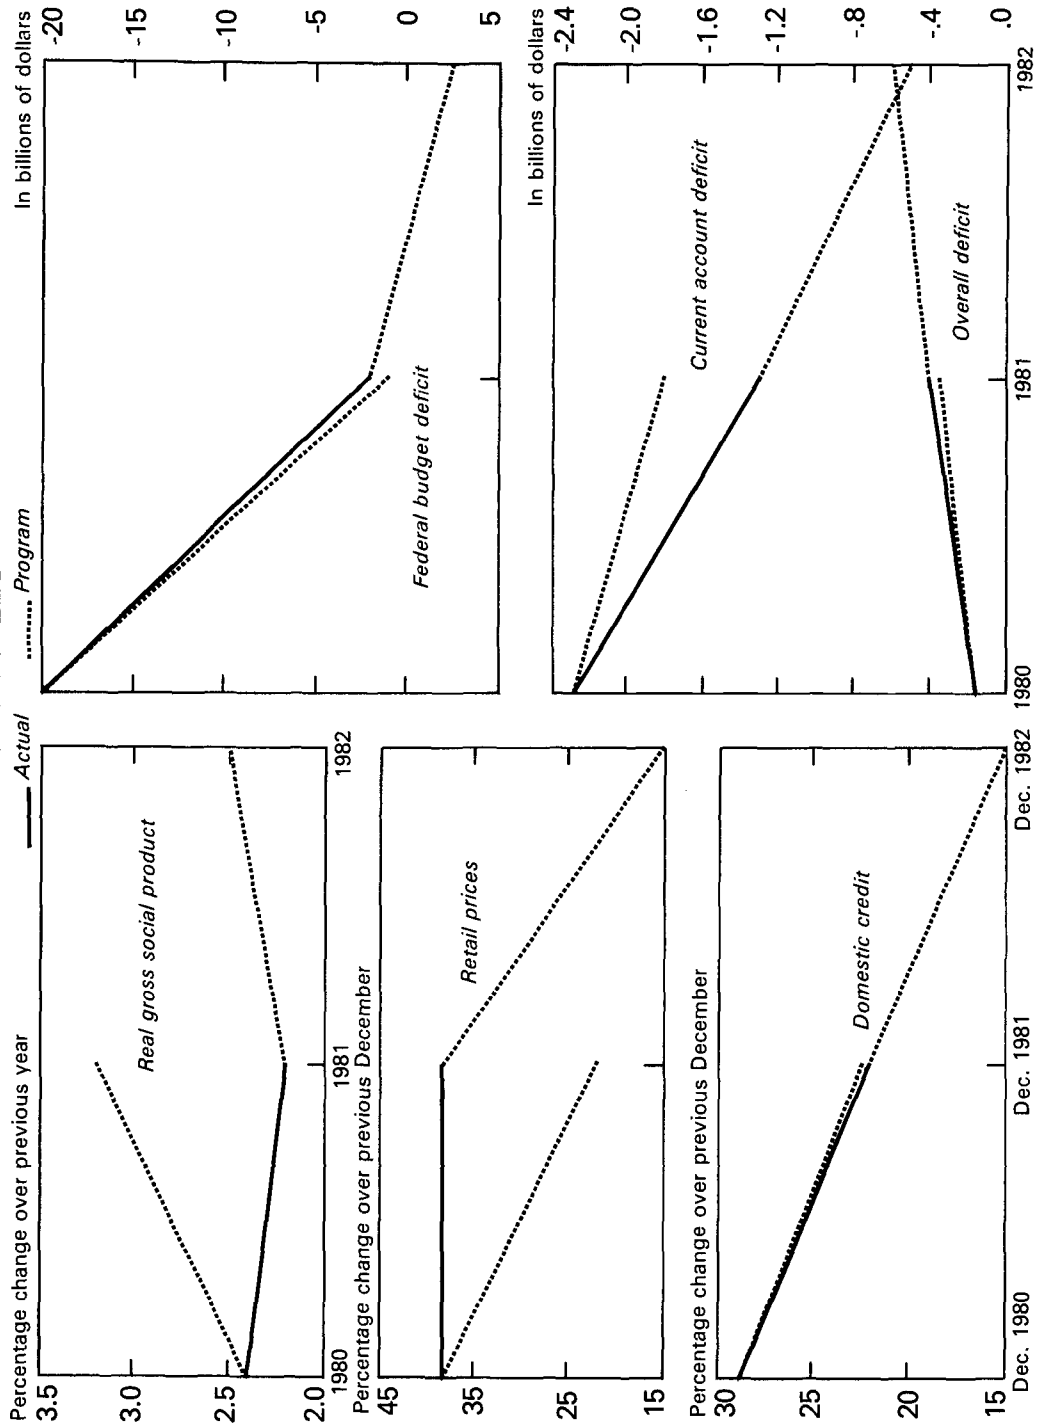 Percentage change over previous year
Actual
Program
In billions of dollars
3.5
3.0
2.5
2.0
Real gross social product
1980
1981
1982
Percentage change over previous December
45
35
25
15
Retail prices
Percentage change over previous December
30
25
20
15
Domestic credit
Dec. 1980
Dec. 1981
Dec. 1982
-20
-15
-10
-5
0
5
Federal budget deficit
In billions of dollars
-2.4
-2.0
-1.6
-1.2
-.8
-.4
.0
Current account deficit
Overall deficit
1980
1981
1982